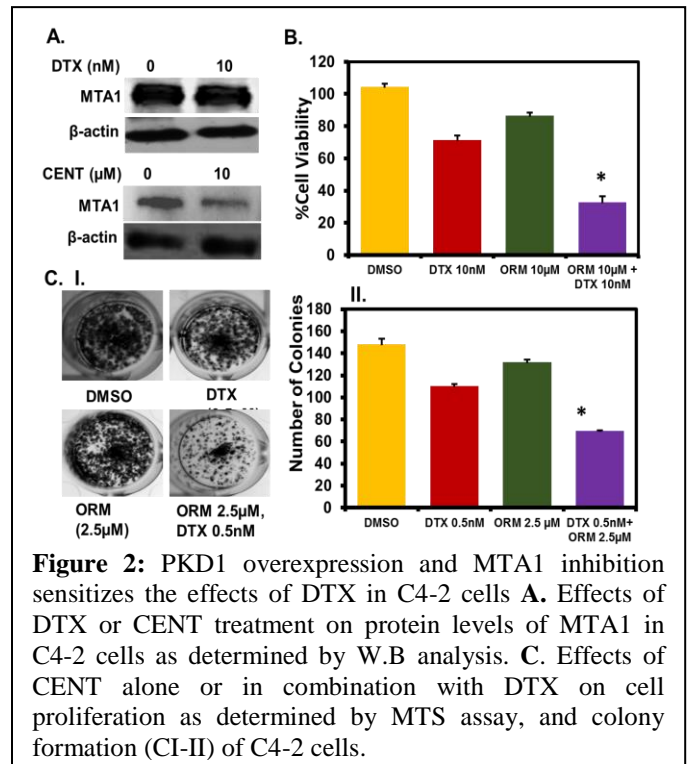 A.
DTX (nM) 0 10
MTA1
β-actin
CENT (µM) 0 10
MTA1
β-actin
B.
%Cell Viability
120
100
80
60
40
20
0
*
DMSO
DTX 10nM
ORM 10µM
ORM 10µM +
DTX 10nM
C. I.
DMSO
DTX
ORM
(2.5µM)
ORM 2.5µM,
DTX 0.5nM
II.
Number of Colonies
180
160
140
120
100
80
60
40
20
0
*
DMSO
DTX 0.5nM
ORM 2.5 µM
DTX 0.5nM+
ORM 2.5µM
Figure 2: PKD1 overexpression and MTA1 inhibition
sensitizes the effects of DTX in C4-2 cells A. Effects of
DTX or CENT treatment on protein levels of MTA1 in
C4-2 cells as determined by W.B analysis. C. Effects of
CENT alone or in combination with DTX on cell
proliferation as determined by MTS assay, and colony
formation (CI-II) of C4-2 cells.